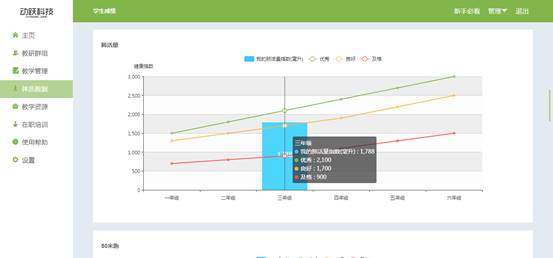 动跃科技
学生成绩
新手必看 管理 退出
主页
教研群组
教学管理
体质数据
教学资源
在职培训
使用帮助
设置
肺活量
我的肺活量指数(毫升) 优秀 良好 及格
健康指数
3,000
2,500
2,000
1,500
1,000
500
0
三年级
我的肺活量指数(毫升) : 1,788
优秀 : 2,100
良好 : 1,700
及格 : 900
一年级 二年级 三年级 四年级 五年级 六年级
50米跑